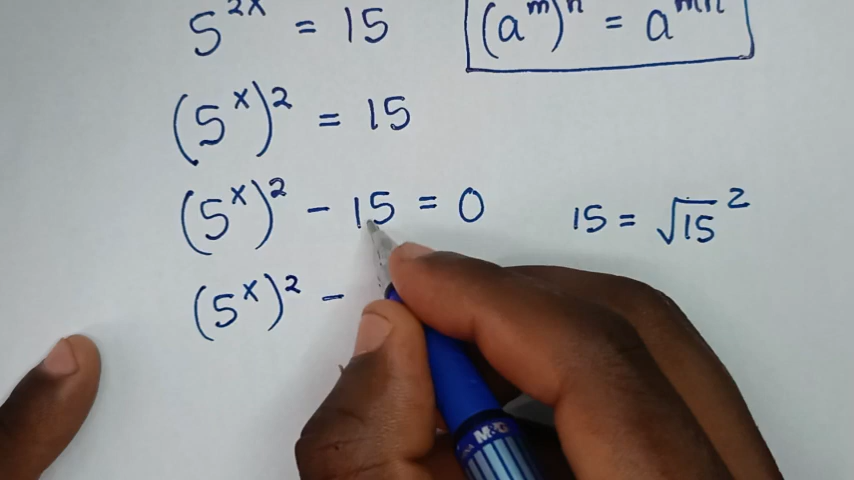 5^{2x} = 15
(a^m)^n = a^{mn}
(5^x)^2 = 15
(5^x)^2 - 15 = 0
15 = √15^2
(5^x)^2 -
M&G